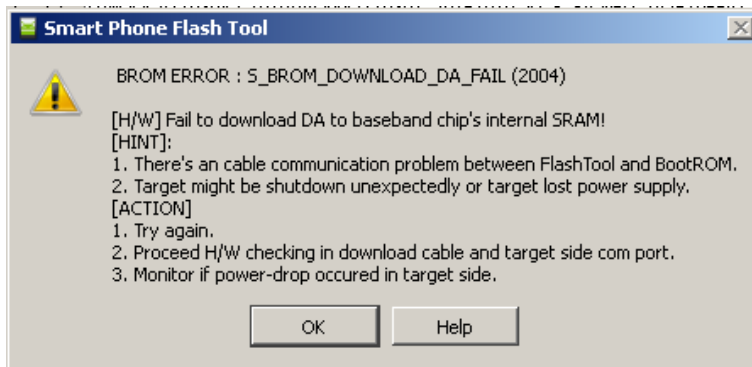 Smart Phone Flash Tool
BROM ERROR : S_BROM_DOWNLOAD_DA_FAIL (2004)
[H/W] Fail to download DA to baseband chip's internal SRAM!
[HINT]:
1. There's an cable communication problem between FlashTool and BootROM.
2. Target might be shutdown unexpectedly or target lost power supply.
[ACTION]
1. Try again.
2. Proceed H/W checking in download cable and target side com port.
3. Monitor if power-drop occured in target side.
OK
Help